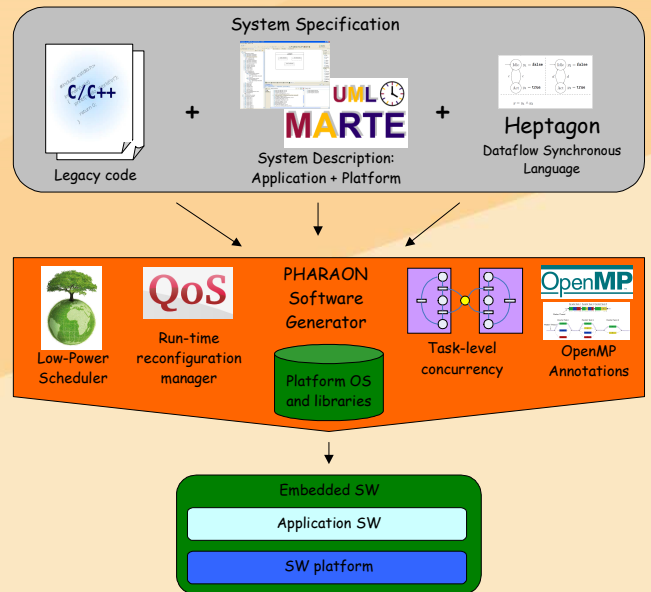 System Specification
C/C++
+
UML
MARTE
+
Heptagon
Dataflow Synchronous
Language
System Description:
Application + Platform
Legacy code
PHARAON
Software
Generator
QoS
OpenMP
Low-Power
Scheduler
Run-time
reconfiguration
manager
Platform OS
and libraries
Task-level
concurrency
OpenMP
Annotations
Embedded SW
Application SW
SW platform